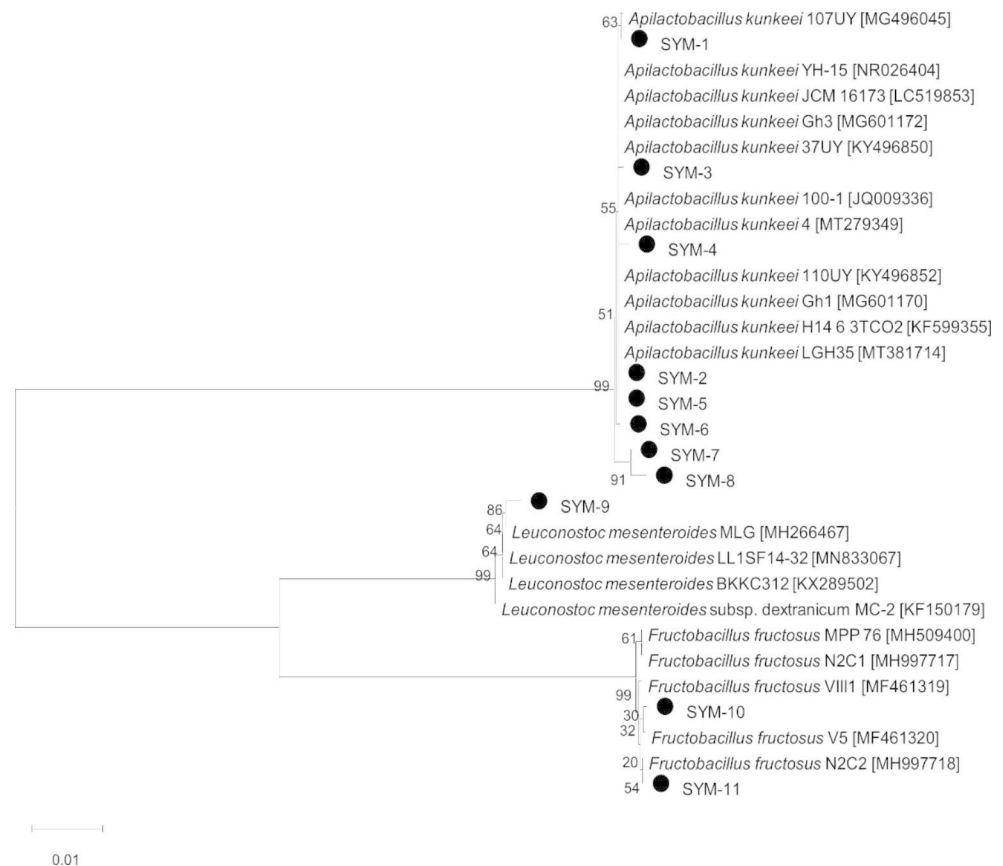 63
Apilactobacillus kunkeei 107UY [MG496045]
SYM-1
Apilactobacillus kunkeei YH-15 [NR026404]
Apilactobacillus kunkeei JCM 16173 [LC519853]
Apilactobacillus kunkeei Gh3 [MG601172]
Apilactobacillus kunkeei 37UY [KY496850]
SYM-3
Apilactobacillus kunkeei 100-1 [JQ009336]
55
Apilactobacillus kunkeei 4 [MT279349]
SYM-4
Apilactobacillus kunkeei 110UY [KY496852]
Apilactobacillus kunkeei Gh1 [MG601170]
51
Apilactobacillus kunkeei H14 6 3TCO2 [KF599355]
Apilactobacillus kunkeei LGH35 [MT381714]
SYM-2
99
SYM-5
SYM-6
SYM-7
91
SYM-8
SYM-9
86
64
Leuconostoc mesenteroides MLG [MH266467]
64
Leuconostoc mesenteroides LL1SF14-32 [MN833067]
99
Leuconostoc mesenteroides BKKC312 [KX289502]
Leuconostoc mesenteroides subsp. dextranicum MC-2 [KF150179]
61
Fructobacillus fructosus MPP 76 [MH509400]
Fructobacillus fructosus N2C1 [MH997717]
99
Fructobacillus fructosus VIII1 [MF461319]
30
SYM-10
32
Fructobacillus fructosus V5 [MF461320]
20
Fructobacillus fructosus N2C2 [MH997718]
54
SYM-11
0.01